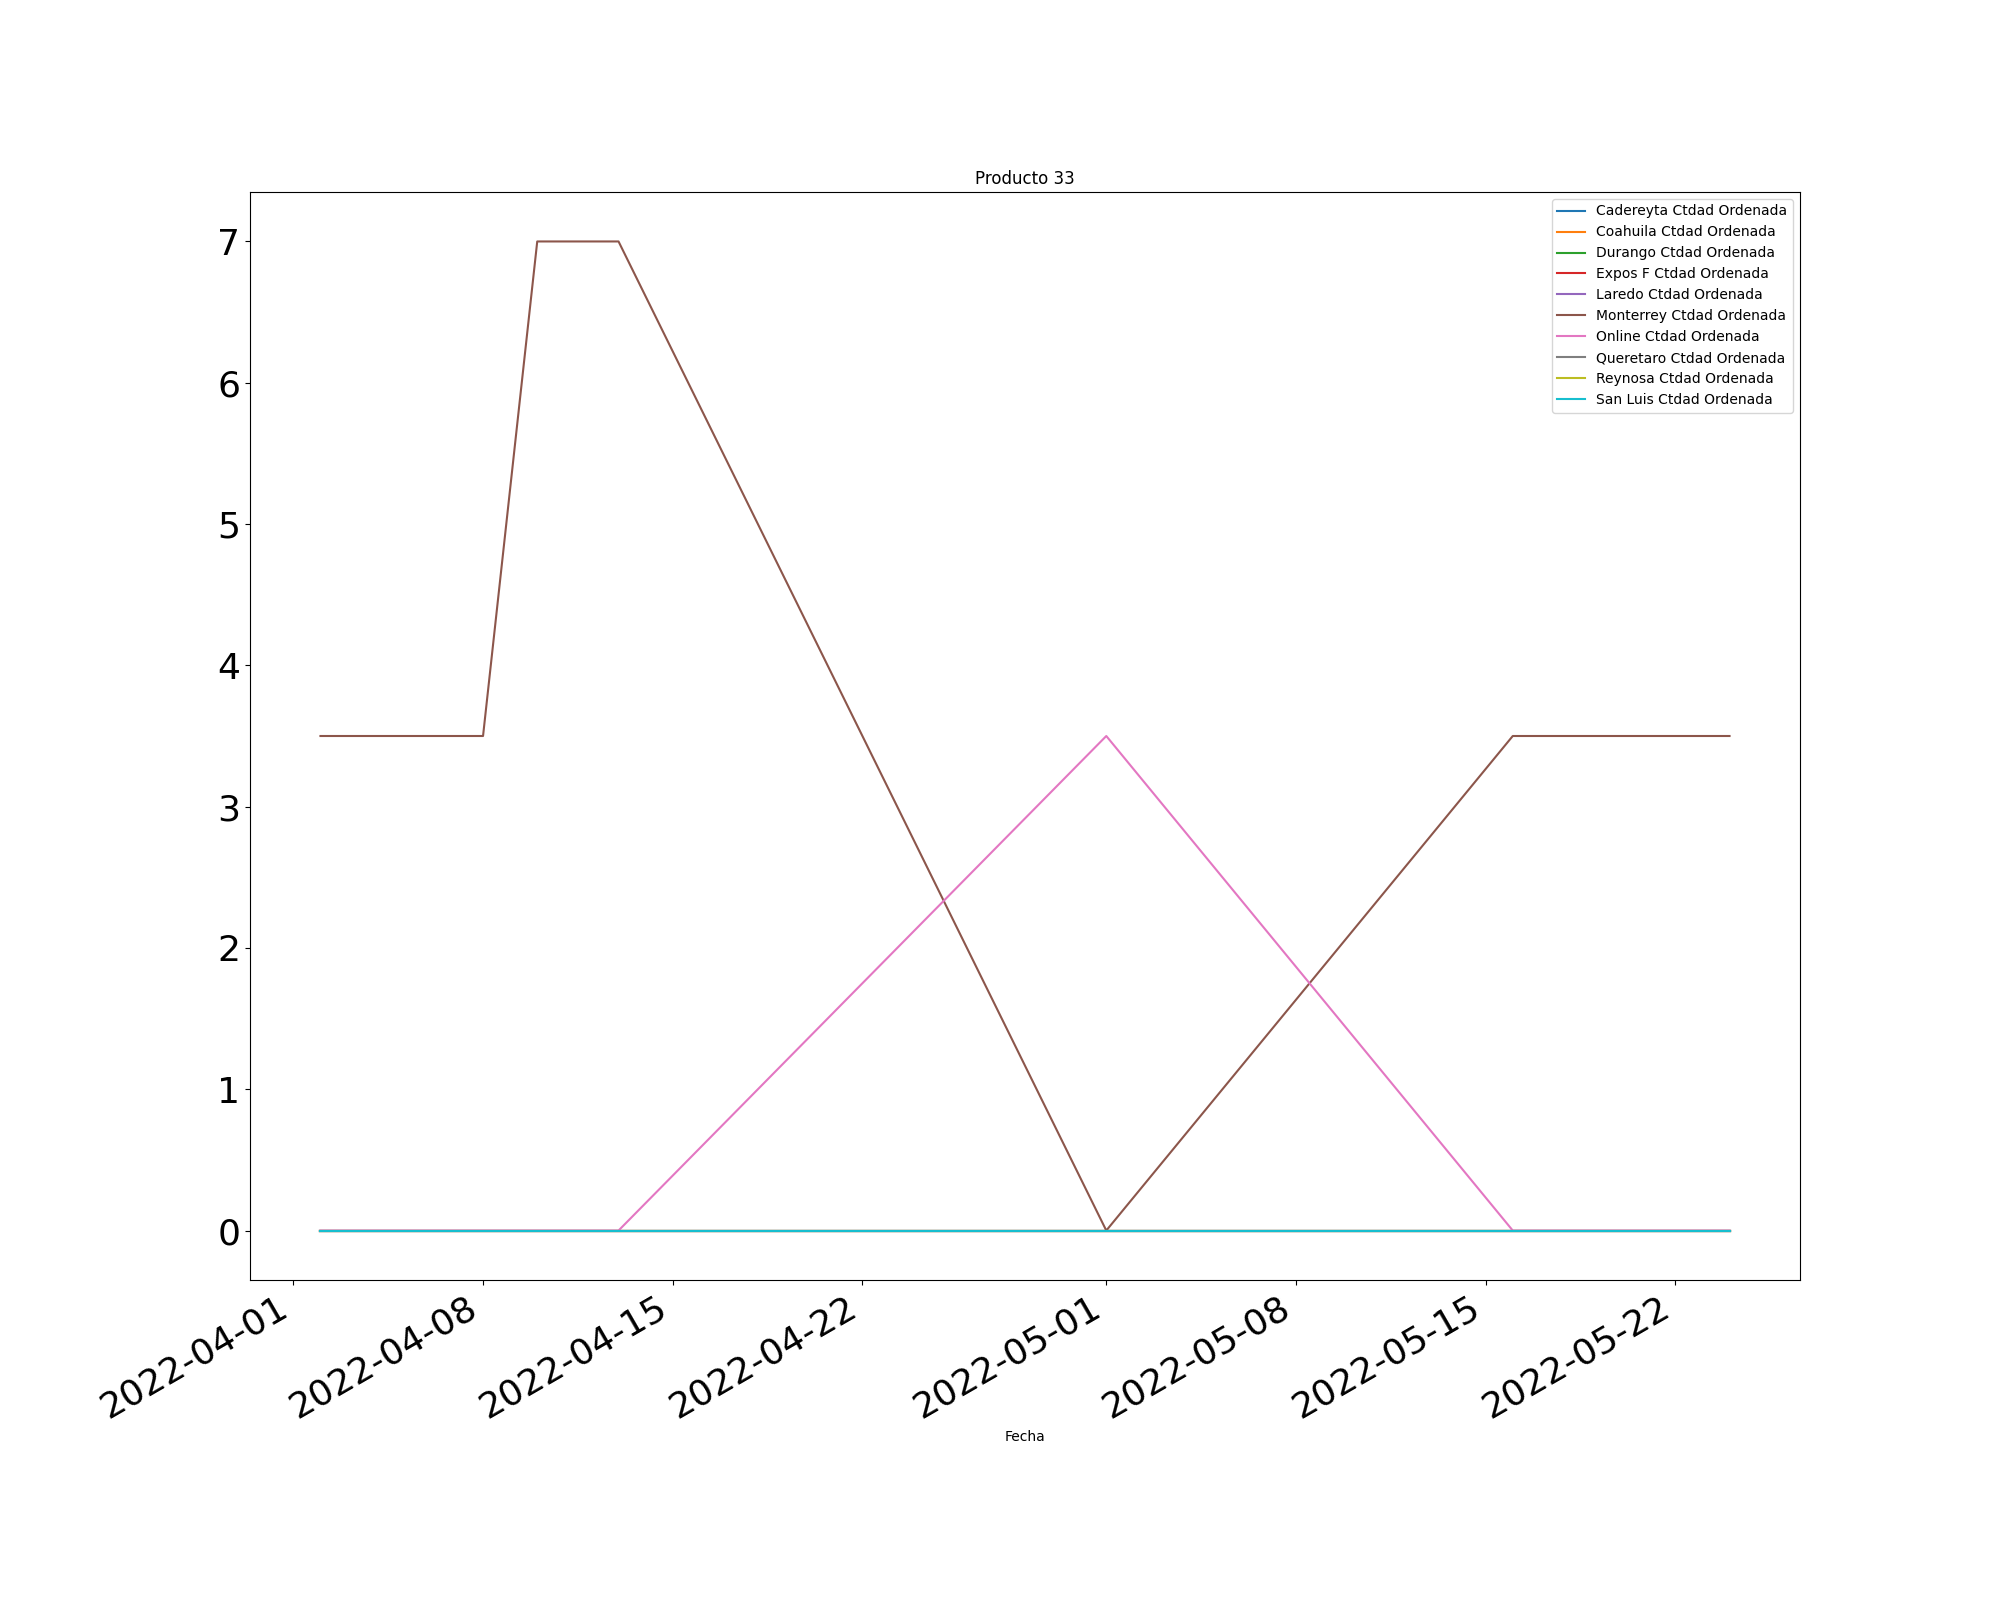 Producto 33
7
6
5
4
3
2
1
0
Cadereyta Ctdad Ordenada
Coahuila Ctdad Ordenada
Durango Ctdad Ordenada
Expos F Ctdad Ordenada
Laredo Ctdad Ordenada
Monterrey Ctdad Ordenada
Online Ctdad Ordenada
Queretaro Ctdad Ordenada
Reynosa Ctdad Ordenada
San Luis Ctdad Ordenada
2022-04-01
2022-04-08
2022-04-15
2022-04-22
2022-05-01
2022-05-08
2022-05-15
2022-05-22
Fecha